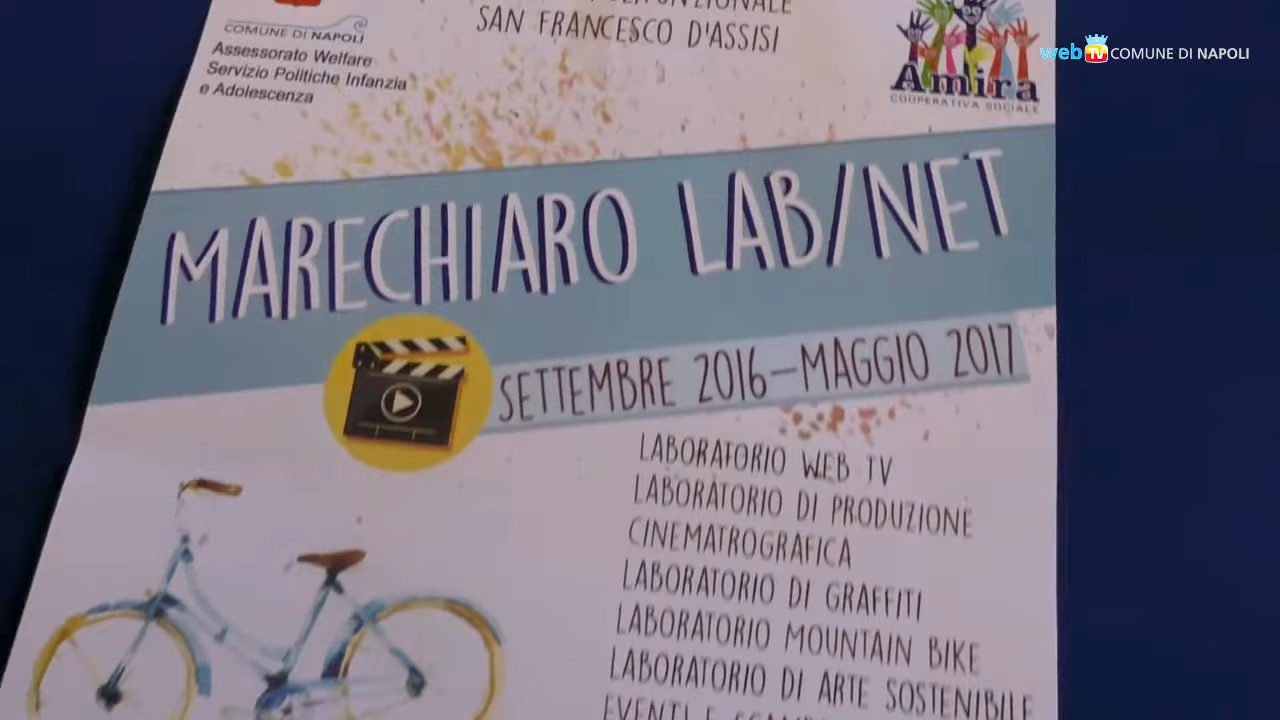 SAN FRANCESCO D'ASSISI
COMUNE DI NAPOLI
Assessorato Welfare
Servizio Politiche Infanzia
e Adolescenza
Amira
COOPERATIVA SOCIALE
web TV COMUNE DI NAPOLI
MARECHIARO LAB/NET
SETTEMBRE 2016-MAGGIO 2017
LABORATORIO WEB TV
LABORATORIO DI PRODUZIONE
CINEMATROGRAFICA
LABORATORIO DI GRAFFITI
LABORATORIO MOUNTAIN BIKE
LABORATORIO DI ARTE SOSTENIBILE
EVENTI E